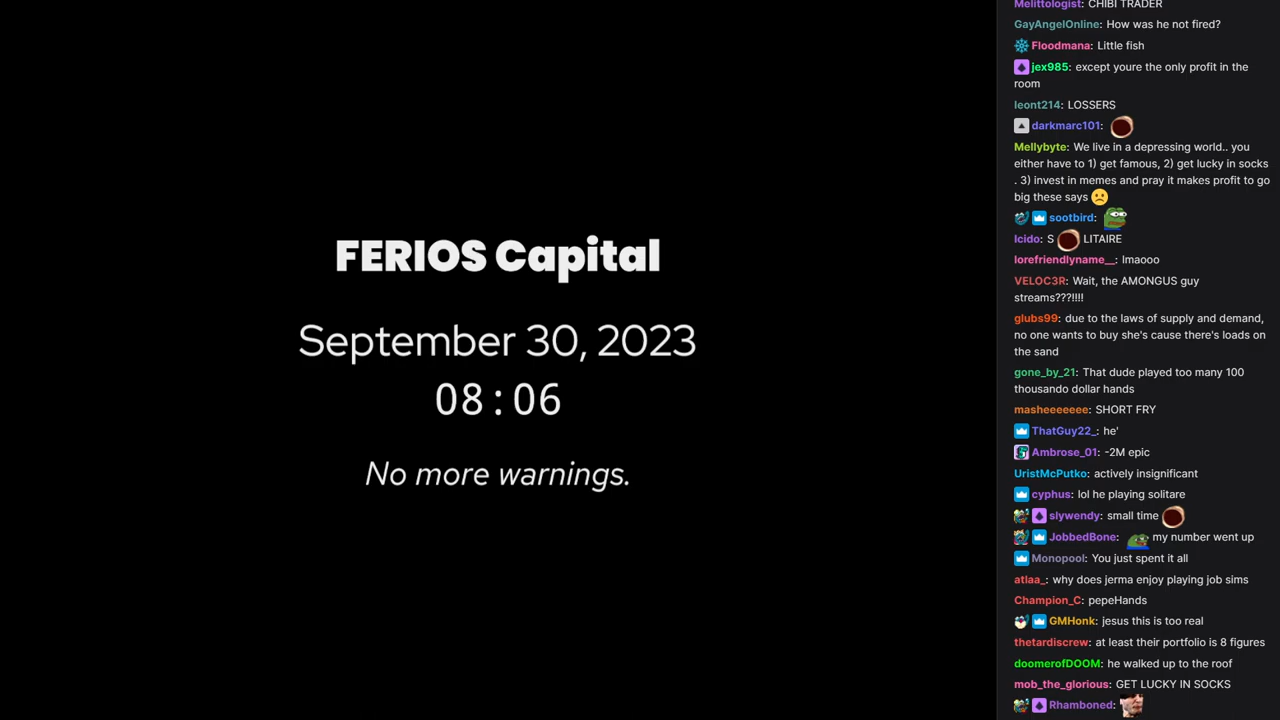 FERIOS Capital
September 30, 2023
08:06
No more warnings.
Melittologist: CHIBI TRADER
GayAngelOnline: How was he not fired?
Floodmana: Little fish
jex985: except youre the only profit in the
room
leont214: LOSSERS
darkmarc101:
Mellybyte: We live in a depressing world.. you
either have to 1) get famous, 2) get lucky in socks
. 3) invest in memes and pray it makes profit to go
big these says
sootbird:
Icido: S LITAIRE
lorefriendlyname__: lmaooo
VELOC3R: Wait, the AMONGUS guy
streams???!!!!
glubs99: due to the laws of supply and demand,
no one wants to buy she's cause there's loads on
the sand
gone_by_21: That dude played too many 100
thousando dollar hands
masheeeeeee: SHORT FRY
ThatGuy22_: he'
Ambrose_01: -2M epic
UristMcPutko: actively insignificant
cyphus: lol he playing solitare
slywendy: small time
JobbedBone: my number went up
Monopool: You just spent it all
atlaa_: why does jerma enjoy playing job sims
Champion_C: pepeHands
GMHonk: jesus this is too real
thetardiscrew: at least their portfolio is 8 figures
doomerofDOOM: he walked up to the roof
mob_the_glorious: GET LUCKY IN SOCKS
Rhamboned: